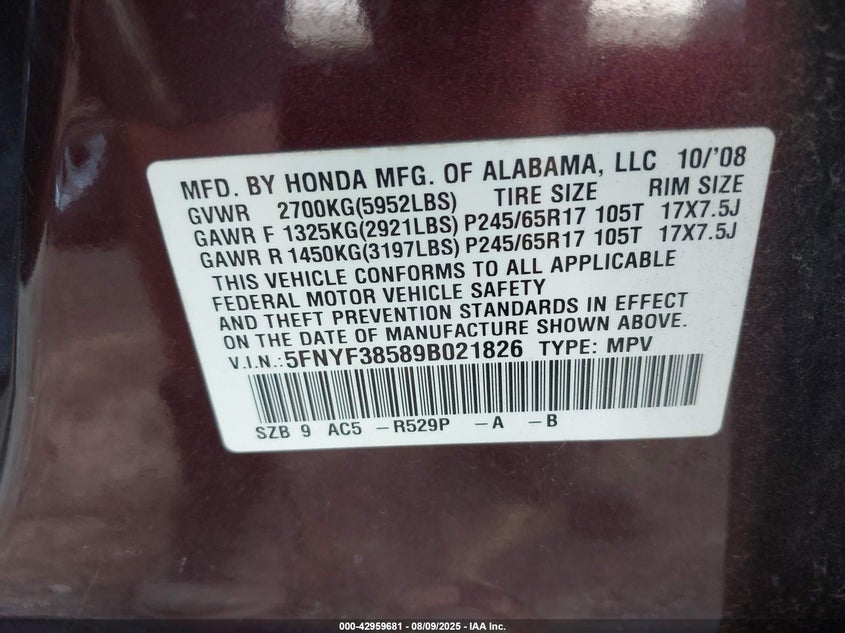 MFD. BY HONDA MFG. OF ALABAMA, LLC 10/'08
GVWR 2700KG(5952LBS) TIRE SIZE RIM SIZE
GAWR F 1325KG(2921LBS) P245/65R17 105T 17X7.5J
GAWR R 1450KG(3197LBS) P245/65R17 105T 17X7.5J
THIS VEHICLE CONFORMS TO ALL APPLICABLE
FEDERAL MOTOR VEHICLE SAFETY
AND THEFT PREVENTION STANDARDS IN EFFECT
ON THE DATE OF MANUFACTURE SHOWN ABOVE.
V.I.N.:5FNYF38589B021826 TYPE: MPV
SZB 9 AC5 -R529P -A -B
000-42959681 - 08/09/2025 - IAA Inc.